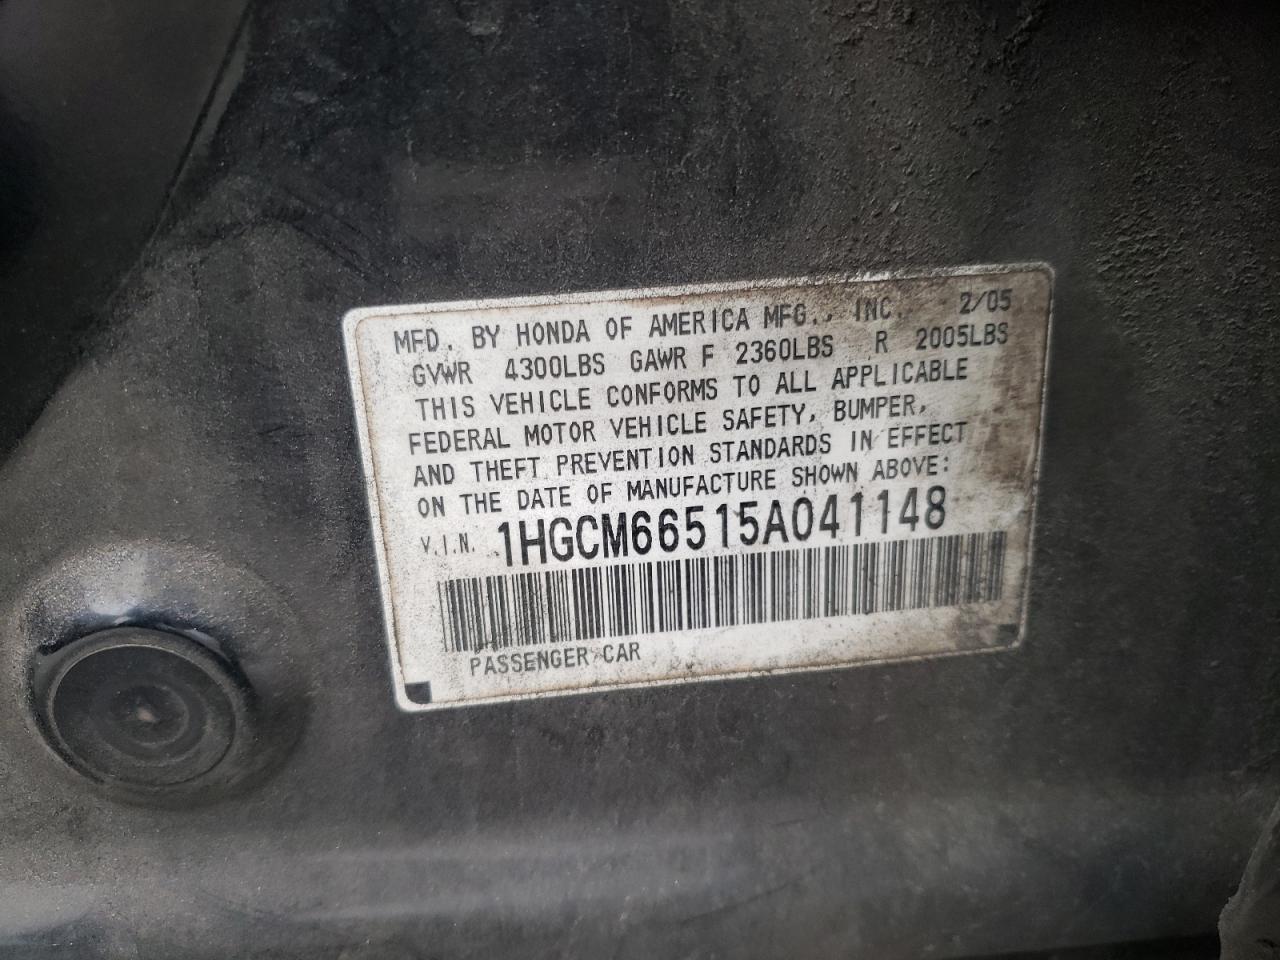 MFD. BY HONDA OF AMERICA MFG., INC. 2/05
GVWR 4300LBS GAWR F 2360LBS R 2005LBS
THIS VEHICLE CONFORMS TO ALL APPLICABLE
FEDERAL MOTOR VEHICLE SAFETY, BUMPER,
AND THEFT PREVENTION STANDARDS IN EFFECT
ON THE DATE OF MANUFACTURE SHOWN ABOVE:
V.I.N. 1HGCM66515A041148
PASSENGER CAR